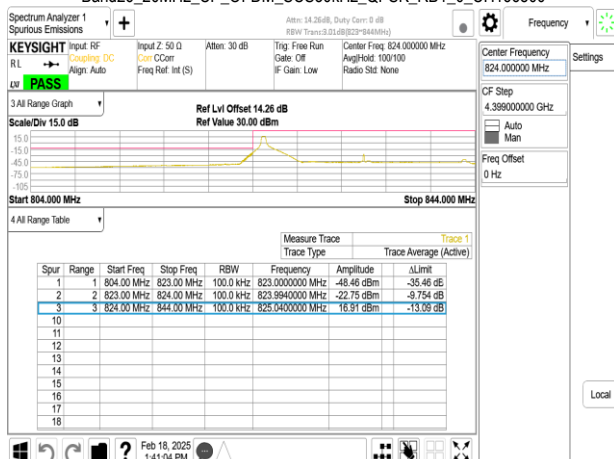 Spectrum Analyzer 1
Spurious Emissions
Attn: 14.26dB, Duty Corr: 0 dB
RBW Trans:3.01dB(823~844MHz)
Frequency
KEYSIGHT Input: RF
Input Z: 50 Ω
Atten: 30 dB
Trig: Free Run
Center Freq: 824.000000 MHz
RL
Coupling: DC
Corr CCorr
Gate: Off
Avg|Hold: 100/100
Align: Auto
Freq Ref: Int (S)
IF Gain: Low
Radio Std: None
LXI PASS
Center Frequency
Settings
824.000000 MHz
CF Step
4.399000000 GHz
Auto
Man
Freq Offset
0 Hz
3 All Range Graph
Ref Lvl Offset 14.26 dB
Scale/Div 15.0 dB
Ref Value 30.00 dBm
15.0
-15.0
-45.0
-75.0
-105
Start 804.000 MHz
Stop 844.000 MHz
4 All Range Table
Measure Trace Trace 1
Trace Type Trace Average (Active)
Spur Range Start Freq Stop Freq RBW Frequency Amplitude ΔLimit
1 1 804.00 MHz 823.00 MHz 100.0 kHz 823.0000000 MHz -48.46 dBm -35.46 dB
2 2 823.00 MHz 824.00 MHz 100.0 kHz 823.9940000 MHz -22.75 dBm -9.754 dB
3 3 824.00 MHz 844.00 MHz 100.0 kHz 825.0400000 MHz 16.91 dBm -13.09 dB
10
11
12
13
14
15
16
17
18
Local
Feb 18, 2025
1:41:04 PM